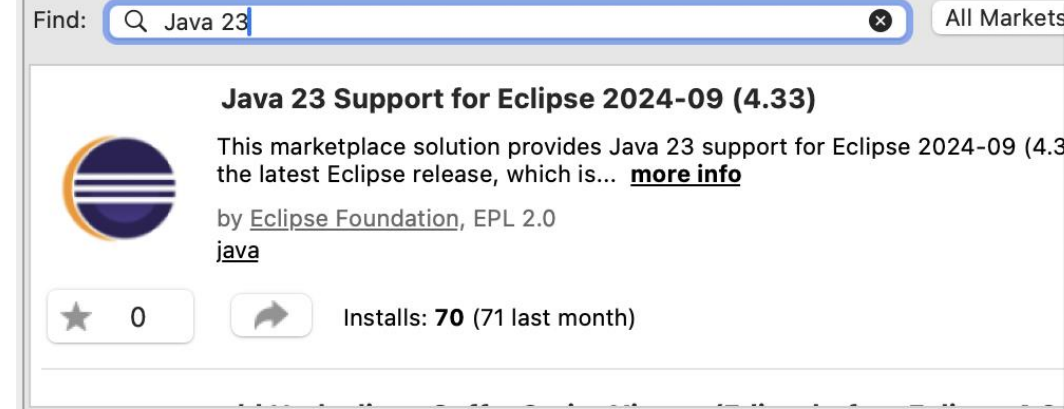 Find: Java 23 All Markets
Java 23 Support for Eclipse 2024-09 (4.33)
This marketplace solution provides Java 23 support for Eclipse 2024-09 (4.3
the latest Eclipse release, which is... more info
by Eclipse Foundation, EPL 2.0
java
0 Installs: 70 (71 last month)